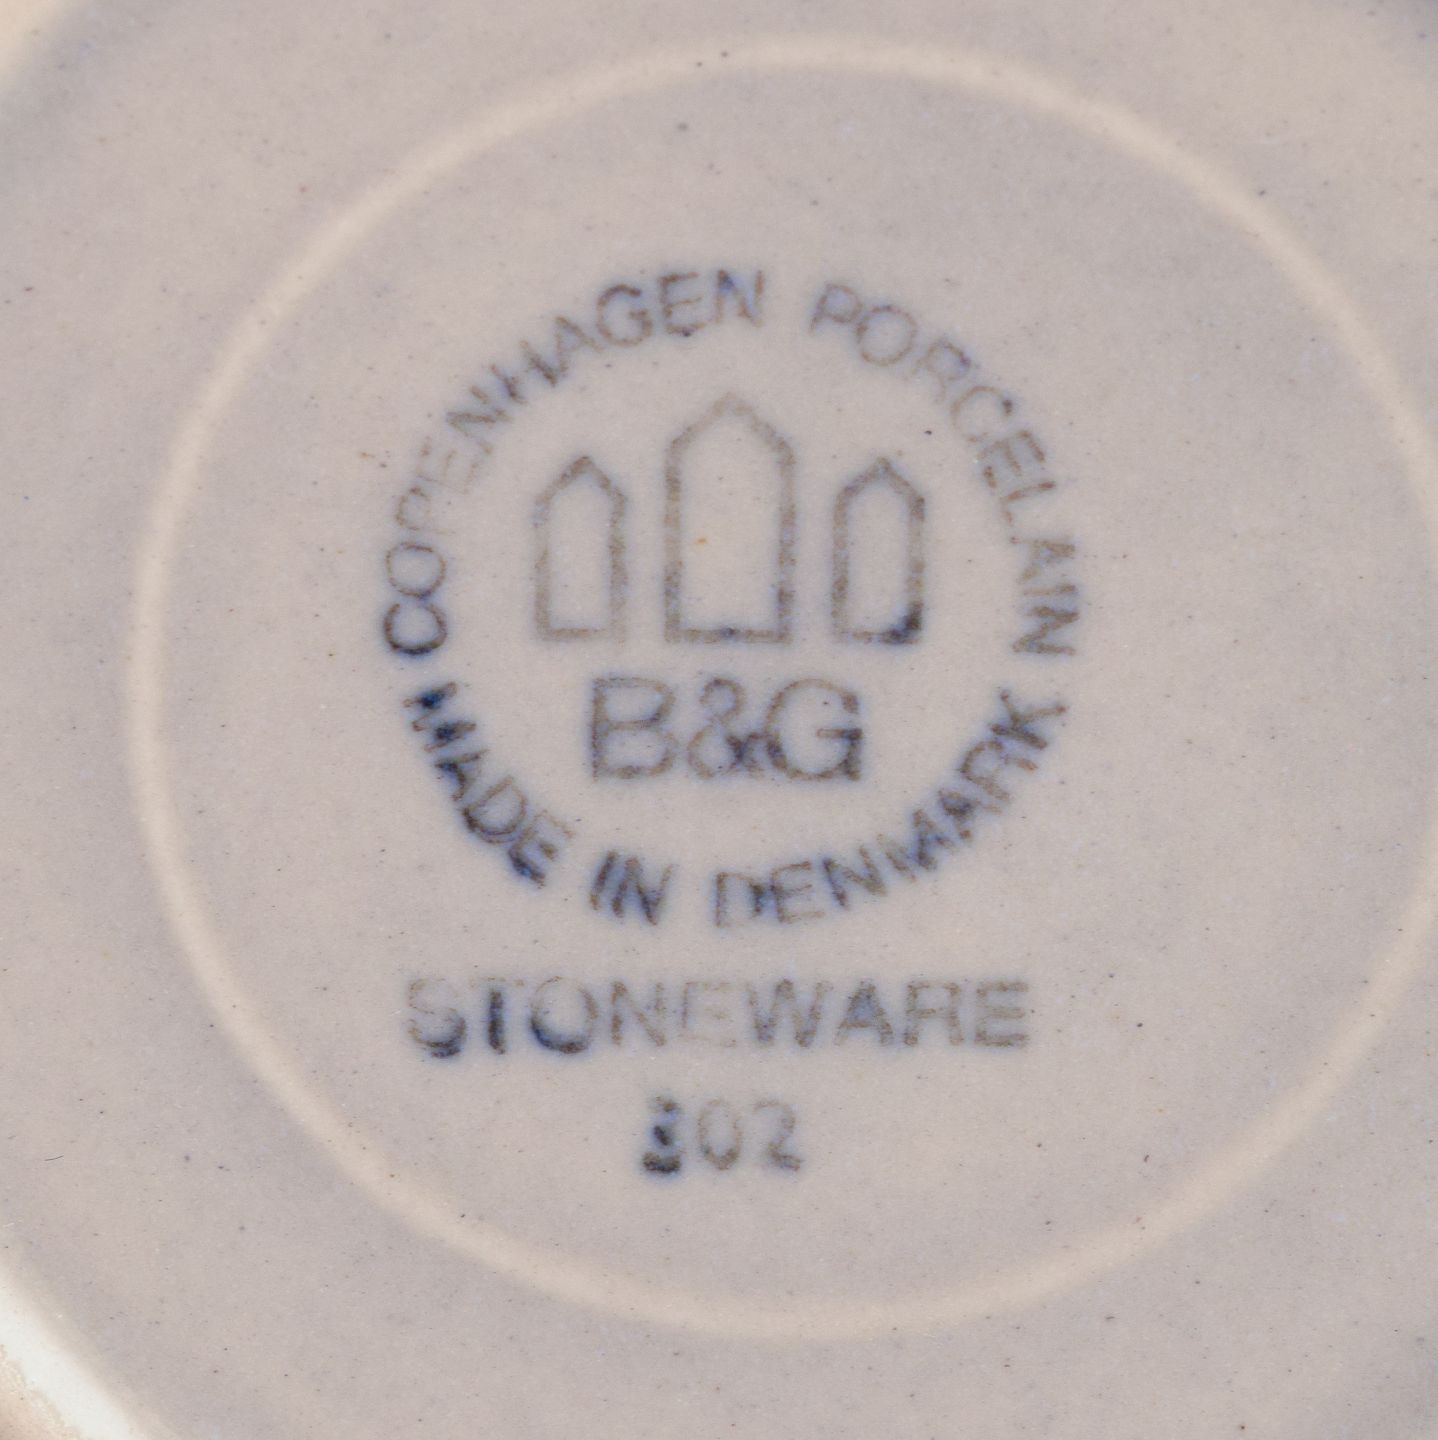 COPENHAGEN PORCELAIN
B&G
MADE IN DENMARK
STONEWARE
302